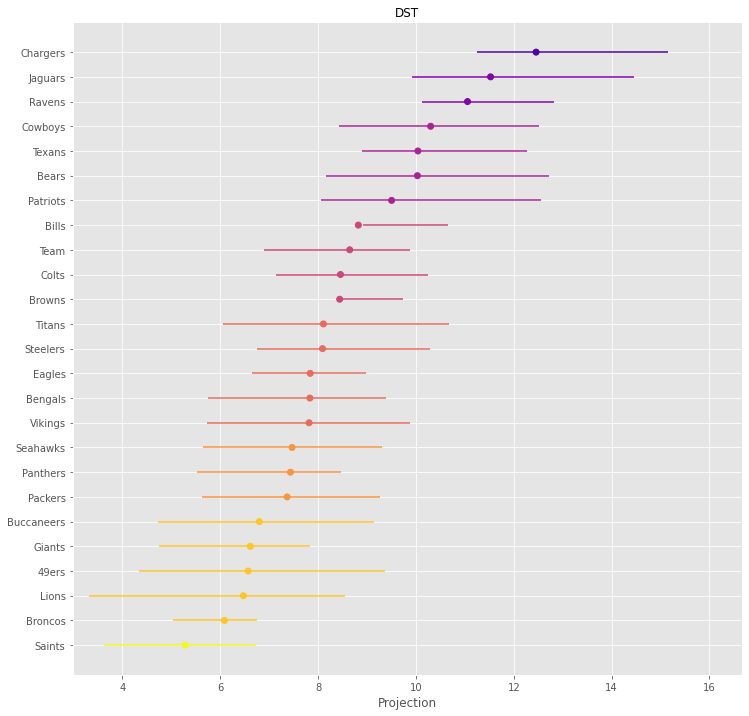 DST
Chargers
Jaguars
Ravens
Cowboys
Texans
Bears
Patriots
Bills
Team
Colts
Browns
Titans
Steelers
Eagles
Bengals
Vikings
Seahawks
Panthers
Packers
Buccaneers
Giants
49ers
Lions
Broncos
Saints
4 6 8 10 12 14 16
Projection